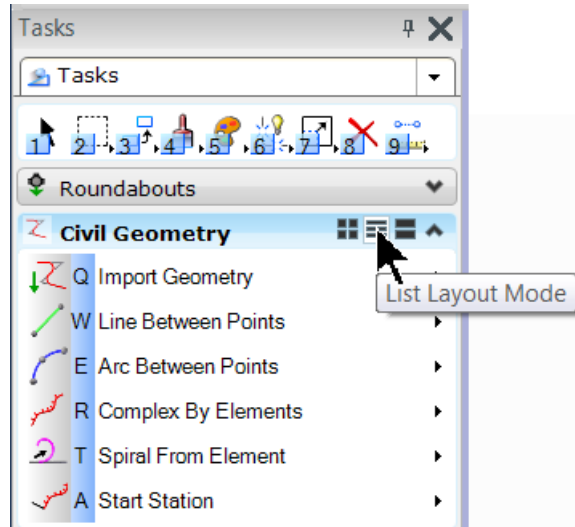 Tasks
Tasks
1 2 3 4 5 6 7 8 9
Roundabouts
Civil Geometry
List Layout Mode
Q Import Geometry
W Line Between Points
E Arc Between Points
R Complex By Elements
T Spiral From Element
A Start Station